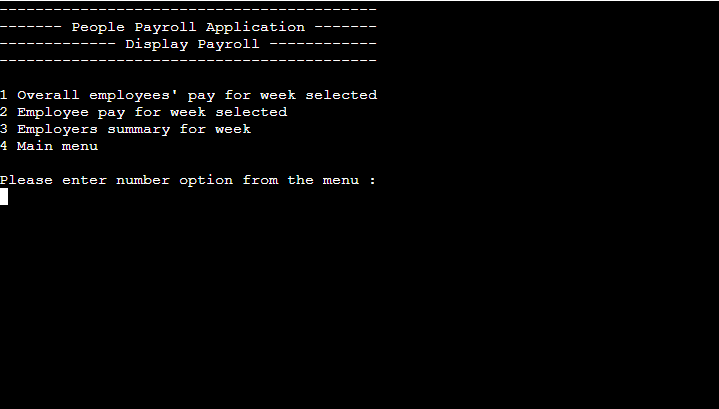 ------------------------------------------
------- People Payroll Application -------
------------- Display Payroll ------------
------------------------------------------
1 Overall employees' pay for week selected
2 Employee pay for week selected
3 Employers summary for week
4 Main menu
Please enter number option from the menu :